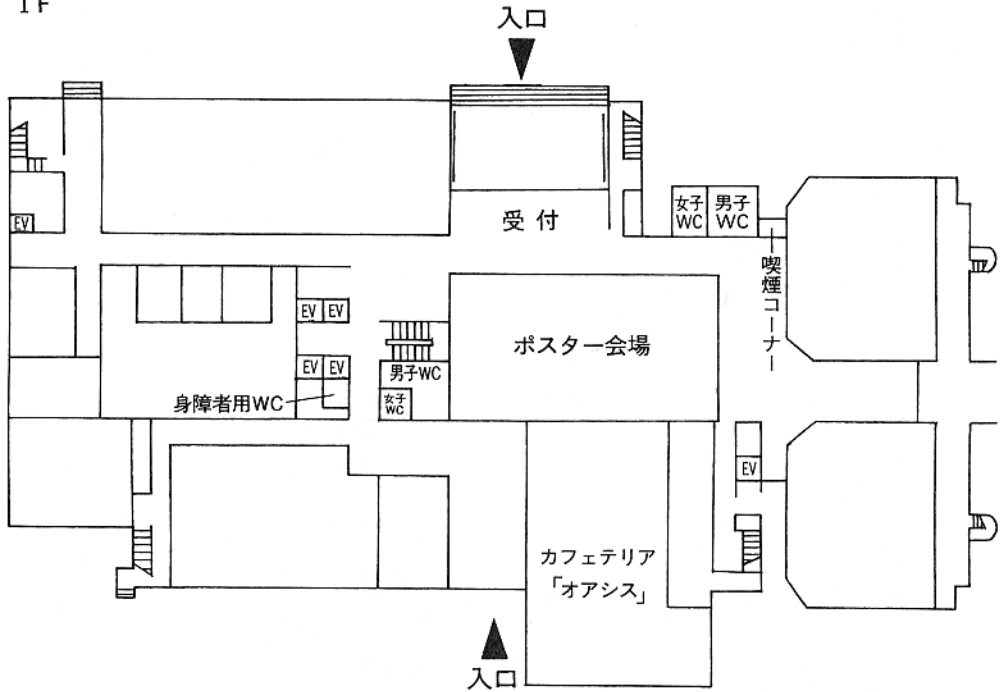 1F
入口
受付
女子
WC
男子
WC
喫煙コーナー
EV
EV
EV
ポスター会場
EV
EV
男子WC
女子
WC
身障者用WC
EV
カフェテリア
「オアシス」
入口